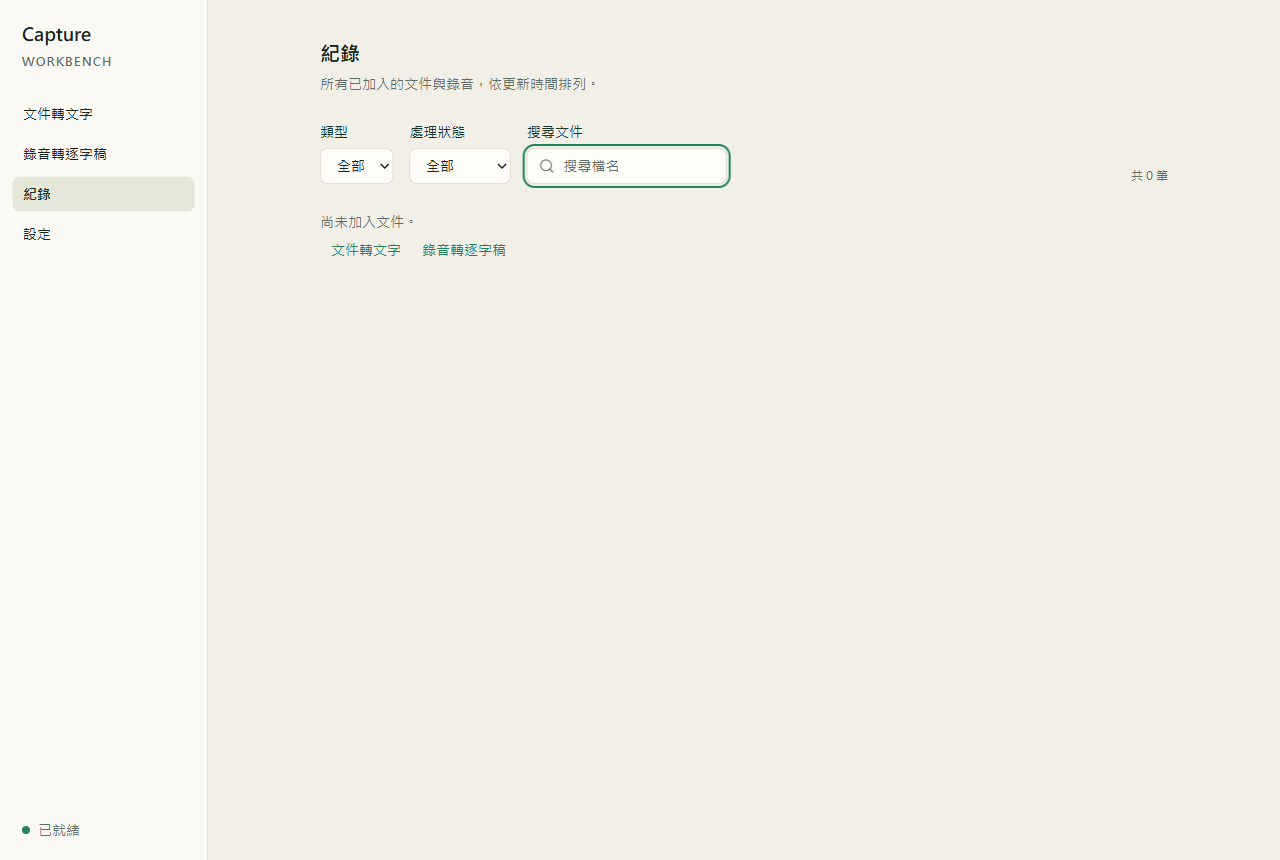 Capture
WORKBENCH
文件轉文字
錄音轉逐字稿
紀錄
設定
已就緒
紀錄
所有已加入的文件與錄音，依更新時間排列。
類型 處理狀態 搜尋文件
全部 全部 搜尋檔名
共 0 筆
尚未加入文件。
文件轉文字 錄音轉逐字稿